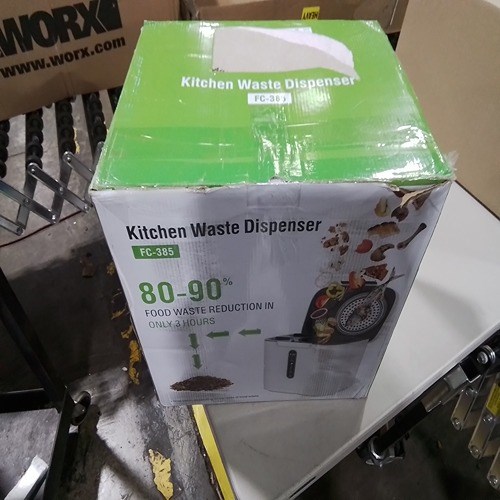 WORX
www.worx.com
HEAVY
Kitchen Waste Dispenser
FC-385
Kitchen Waste Dispenser
FC-385
80-90%
FOOD WASTE REDUCTION IN
ONLY 3 HOURS